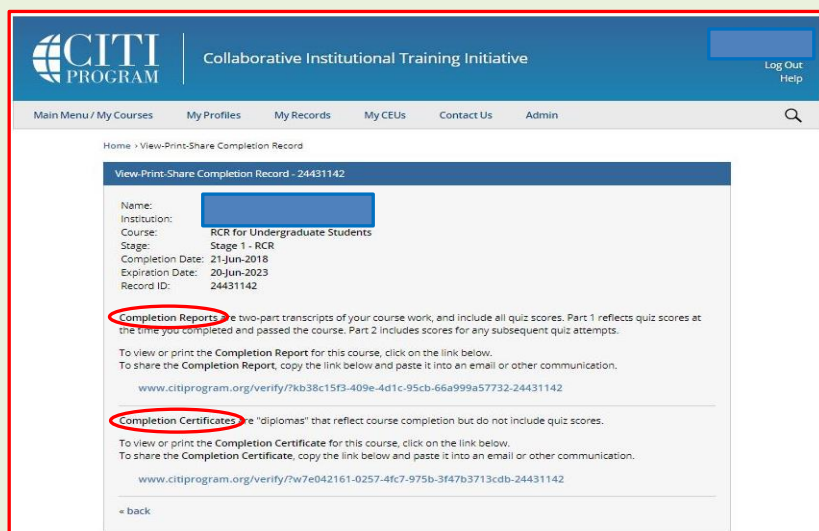 CITI
PROGRAM
Collaborative Institutional Training Initiative
Log Out
Help
Main Menu / My Courses My Profiles My Records My CEUs Contact Us Admin
Home › View-Print-Share Completion Record
View-Print-Share Completion Record - 24431142
Name:
Institution:
Course: RCR for Undergraduate Students
Stage: Stage 1 - RCR
Completion Date: 21-Jun-2018
Expiration Date: 20-Jun-2023
Record ID: 24431142
Completion Reports are two-part transcripts of your course work, and include all quiz scores. Part 1 reflects quiz scores at
the time you completed and passed the course. Part 2 includes scores for any subsequent quiz attempts.
To view or print the Completion Report for this course, click on the link below.
To share the Completion Report, copy the link below and paste it into an email or other communication.
www.citiprogram.org/verify/?kb38c15f3-409e-4d1c-95cb-66a999a57732-24431142
Completion Certificates are "diplomas" that reflect course completion but do not include quiz scores.
To view or print the Completion Certificate for this course, click on the link below.
To share the Completion Certificate, copy the link below and paste it into an email or other communication.
www.citiprogram.org/verify/?w7e042161-0257-4fc7-975b-3f47b3713cdb-24431142
« back